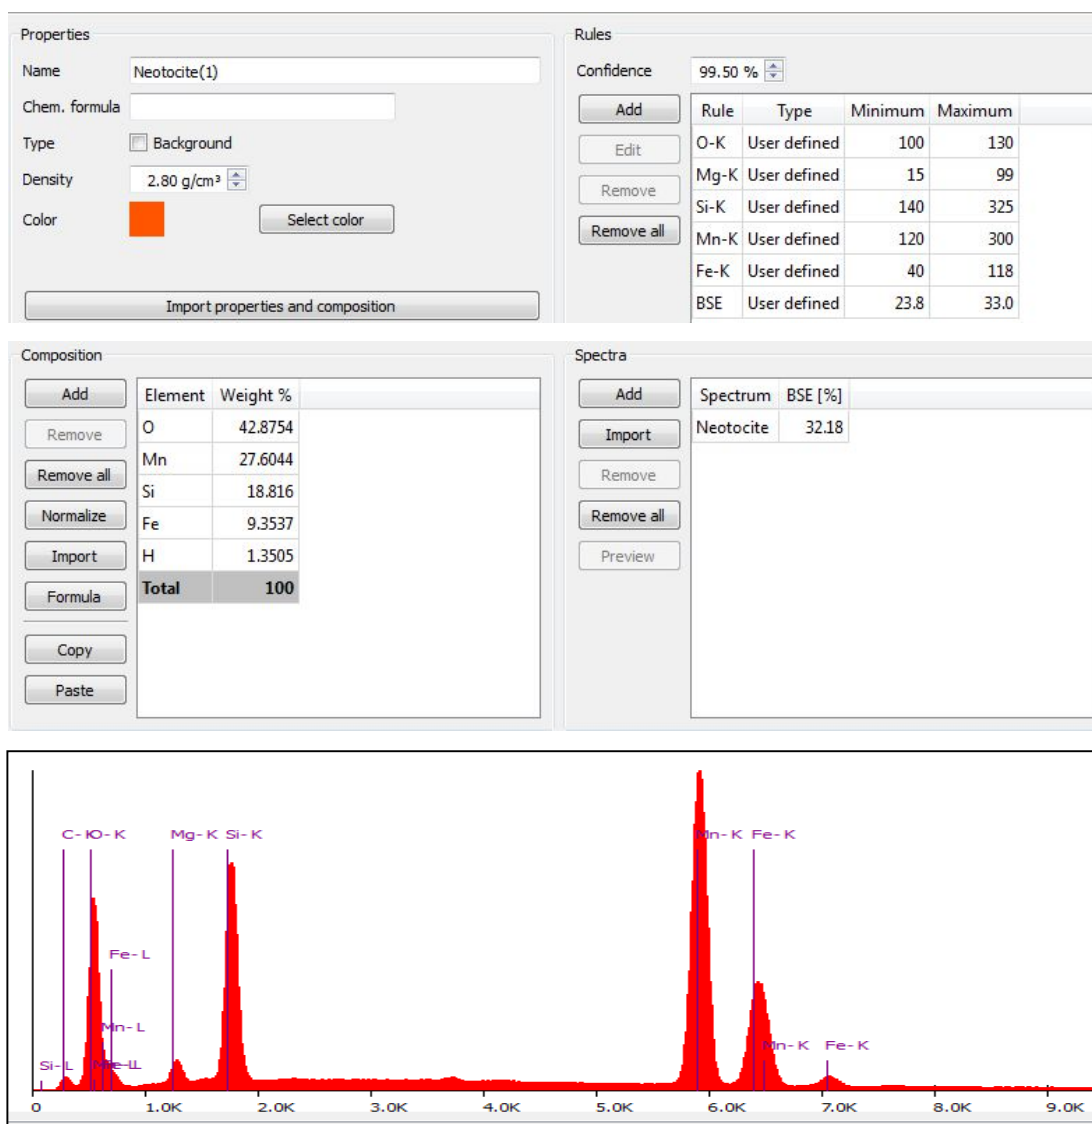 Properties
Name Neotocite(1)
Chem. formula
Type Background
Density 2.80 g/cm³
Color Select color
Import properties and composition
Rules
Confidence 99.50 %
Add
Edit
Remove
Remove all
Rule Type Minimum Maximum
O-K User defined 100 130
Mg-K User defined 15 99
Si-K User defined 140 325
Mn-K User defined 120 300
Fe-K User defined 40 118
BSE User defined 23.8 33.0
Composition
Add
Remove
Remove all
Normalize
Import
Formula
Copy
Paste
Element Weight %
O 42.8754
Mn 27.6044
Si 18.816
Fe 9.3537
H 1.3505
Total 100
Spectra
Add
Import
Remove
Remove all
Preview
Spectrum BSE [%]
Neotocite 32.18
C-K O-K Mg-K Si-K Mn-K Fe-K
Fe-L
Mn-L
Mn-K Fe-K
Si-L
0 1.0K 2.0K 3.0K 4.0K 5.0K 6.0K 7.0K 8.0K 9.0K